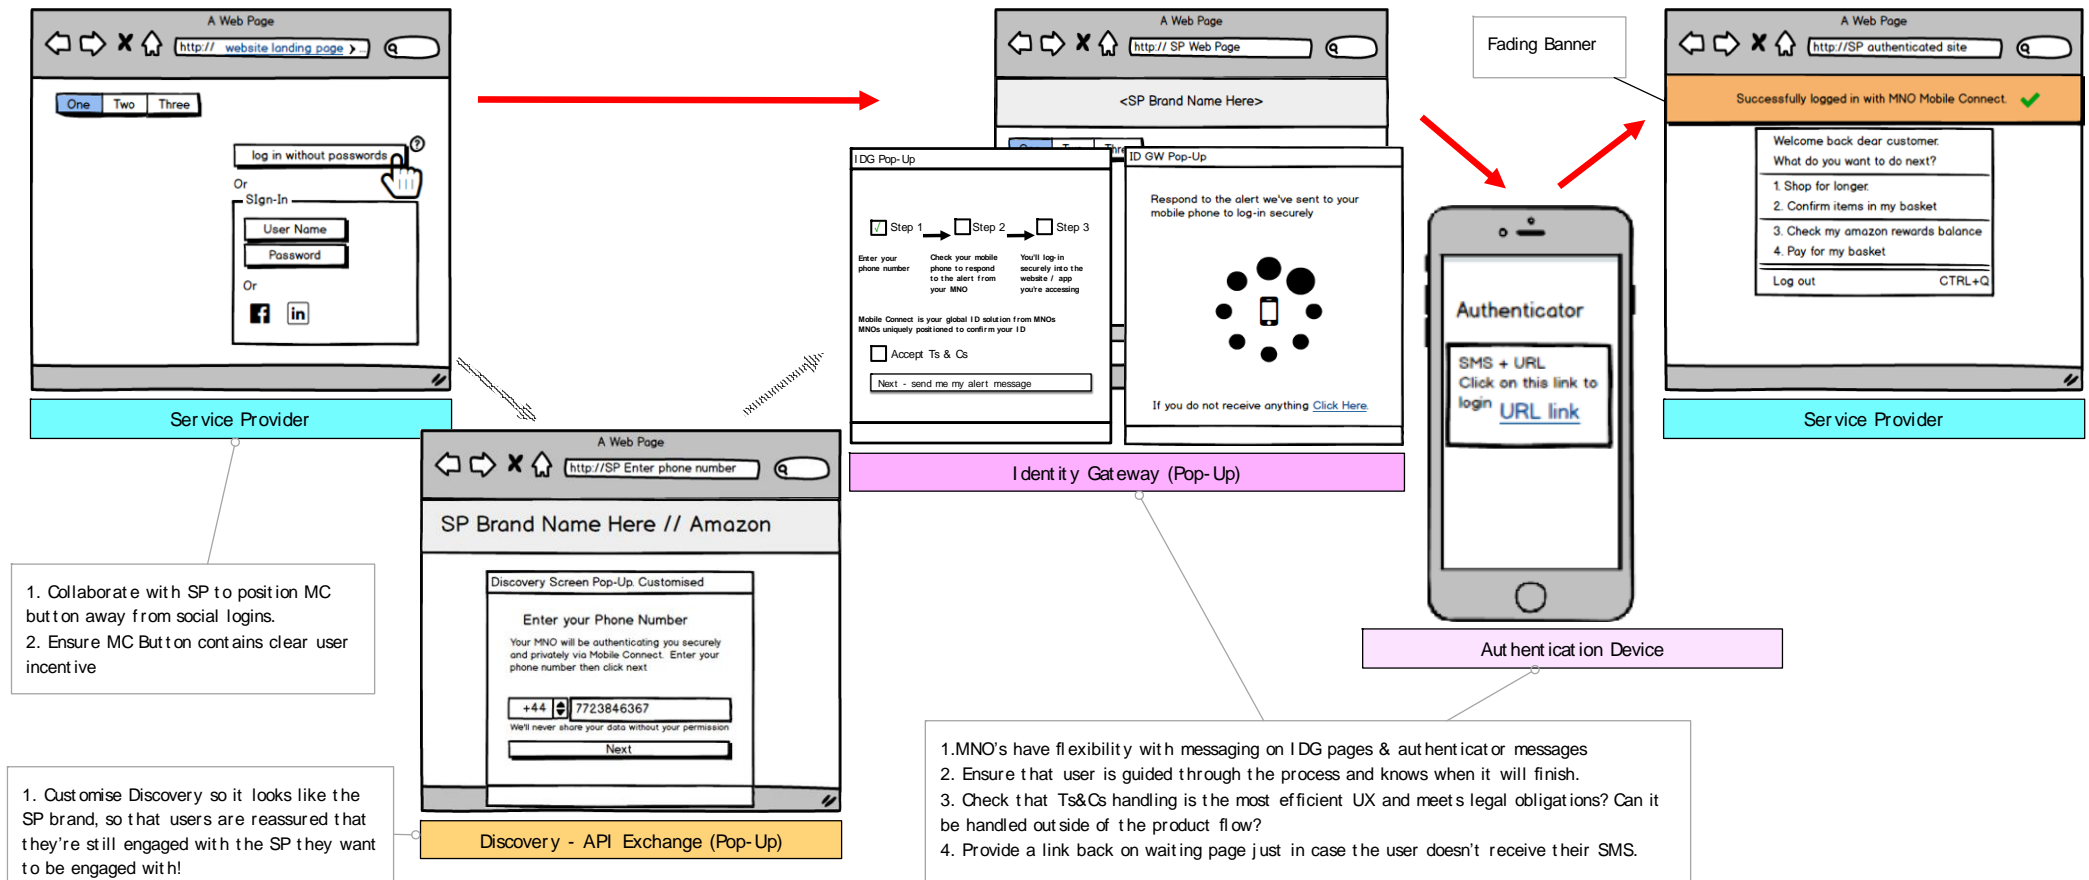 A Web Page
http:// website landing page > ..
One Two Three
log in without passwords
?
Or
SIgn-In
User Name
Password
Or
f in
Service Provider
1. Collaborate with SP to position MC
button away from social logins.
2. Ensure MC Button contains clear user
incentive
A Web Page
http://SP Enter phone number
SP Brand Name Here // Amazon
Discovery Screen Pop-Up. Customised
Enter your Phone Number
Your MNO will be authenticating you securely
and privately via Mobile Connect. Enter your
phone number then click next
+44 7723846367
We'll never share your data without your permission
Next
Discovery - API Exchange (Pop-Up)
1. Customise Discovery so it looks like the
SP brand, so that users are reassured that
they're still engaged with the SP they want
to be engaged with!
A Web Page
http:// SP Web Page
<SP Brand Name Here>
One Two Thre
IDG Pop-Up
Step 1 Step 2 Step 3
Enter your
phone number
Check your mobile
phone to respond
to the alert from
your MNO
You'll log-in
securely into the
website / app
you're accessing
Mobile Connect is your global ID solution from MNOs
MNOs uniquely positioned to confirm your ID
Accept Ts & Cs
Next - send me my alert message
ID GW Pop-Up
Respond to the alert we've sent to your
mobile phone to log-in securely
If you do not receive anything Click Here.
Identity Gateway (Pop-Up)
Authenticator
SMS + URL
Click on this link to
login URL link
Authentication Device
1.MNO's have flexibility with messaging on IDG pages & authenticator messages
2. Ensure that user is guided through the process and knows when it will finish.
3. Check that Ts&Cs handling is the most efficient UX and meets legal obligations? Can it
be handled outside of the product flow?
4. Provide a link back on waiting page just in case the user doesn't receive their SMS.
Fading Banner
A Web Page
http://SP authenticated site
Successfully logged in with MNO Mobile Connect.
Welcome back dear customer.
What do you want to do next?
1. Shop for longer.
2. Confirm items in my basket
3. Check my amazon rewards balance
4. Pay for my basket
Log out CTRL+Q
Service Provider